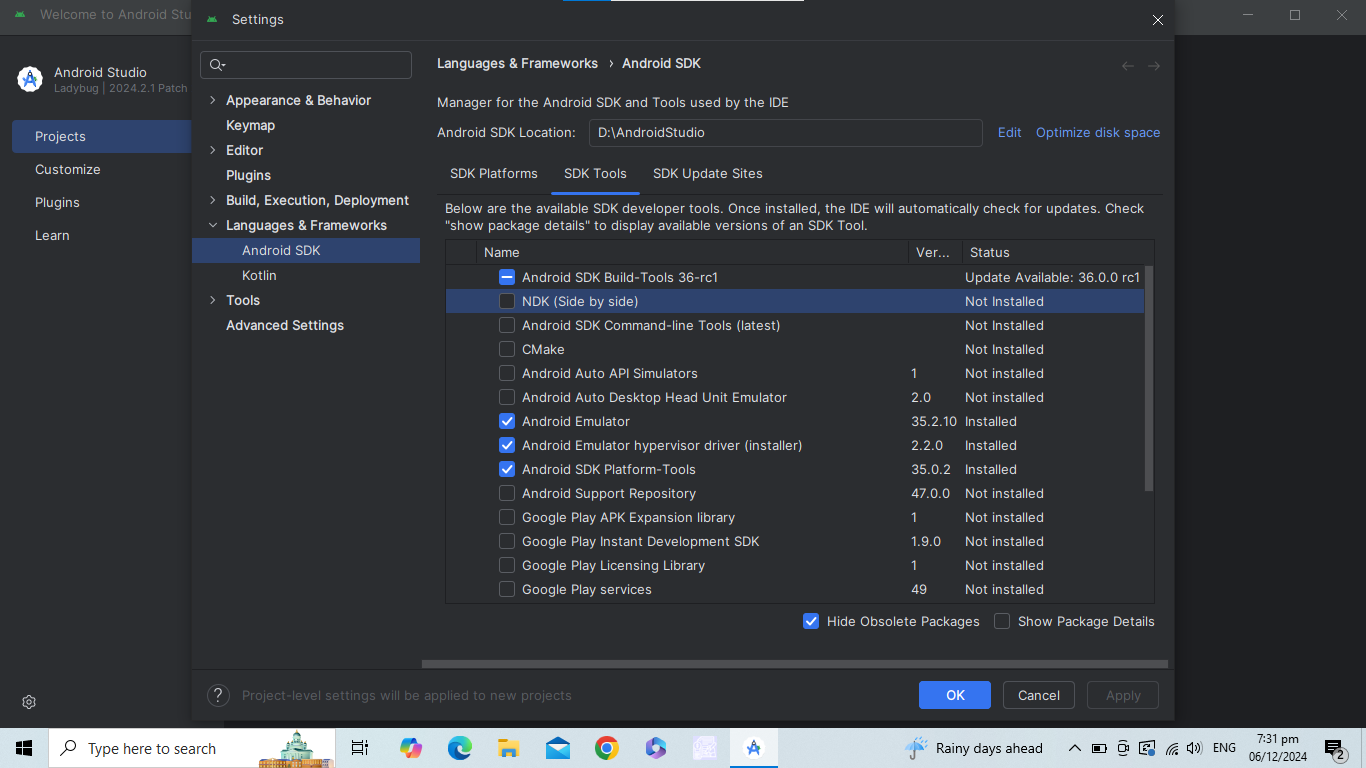 Welcome to Android Stu
Settings
Android Studio
Ladybug | 2024.2.1 Patch
Projects
Customize
Plugins
Learn
Appearance & Behavior
Keymap
Editor
Plugins
Build, Execution, Deployment
Languages & Frameworks
Android SDK
Kotlin
Tools
Advanced Settings
Languages & Frameworks › Android SDK
Manager for the Android SDK and Tools used by the IDE
Android SDK Location: D:\AndroidStudio Edit Optimize disk space
SDK Platforms SDK Tools SDK Update Sites
Below are the available SDK developer tools. Once installed, the IDE will automatically check for updates. Check
"show package details" to display available versions of an SDK Tool.
Name Ver... Status
Android SDK Build-Tools 36-rc1 Update Available: 36.0.0 rc1
NDK (Side by side) Not Installed
Android SDK Command-line Tools (latest) Not Installed
CMake Not Installed
Android Auto API Simulators 1 Not installed
Android Auto Desktop Head Unit Emulator 2.0 Not installed
Android Emulator 35.2.10 Installed
Android Emulator hypervisor driver (installer) 2.2.0 Installed
Android SDK Platform-Tools 35.0.2 Installed
Android Support Repository 47.0.0 Not installed
Google Play APK Expansion library 1 Not installed
Google Play Instant Development SDK 1.9.0 Not installed
Google Play Licensing Library 1 Not installed
Google Play services 49 Not installed
Hide Obsolete Packages Show Package Details
? Project-level settings will be applied to new projects
OK Cancel Apply
Type here to search
Rainy days ahead
ENG
7:31 pm
06/12/2024
2